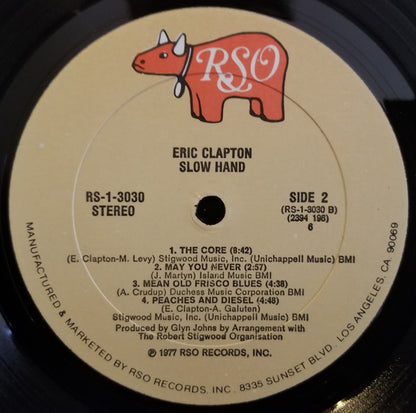 RSO
ERIC CLAPTON
SLOW HAND
RS-1-3030
STEREO
SIDE 2
(RS-1-3030 B)
(2394 198)
6
1. THE CORE (8:42)
(E. Clapton-M. Levy) Stigwood Music, Inc. (Unichappell Music) BMI
2. MAY YOU NEVER (2:57)
(J. Martyn) Island Music BMI
3. MEAN OLD FRISCO BLUES (4:38)
(A. Crudup) Duchess Music Corporation BMI
4. PEACHES AND DIESEL (4:48)
(E. Clapton-A. Galuten)
Stigwood Music, Inc. (Unichappell Music) BMI
Produced by Glyn Johns by Arrangement with
The Robert Stigwood Organisation
℗ 1977 RSO RECORDS, INC.
MANUFACTURED & MARKETED BY RSO RECORDS, INC. 8335 SUNSET BLVD. LOS ANGELES, CA 90069